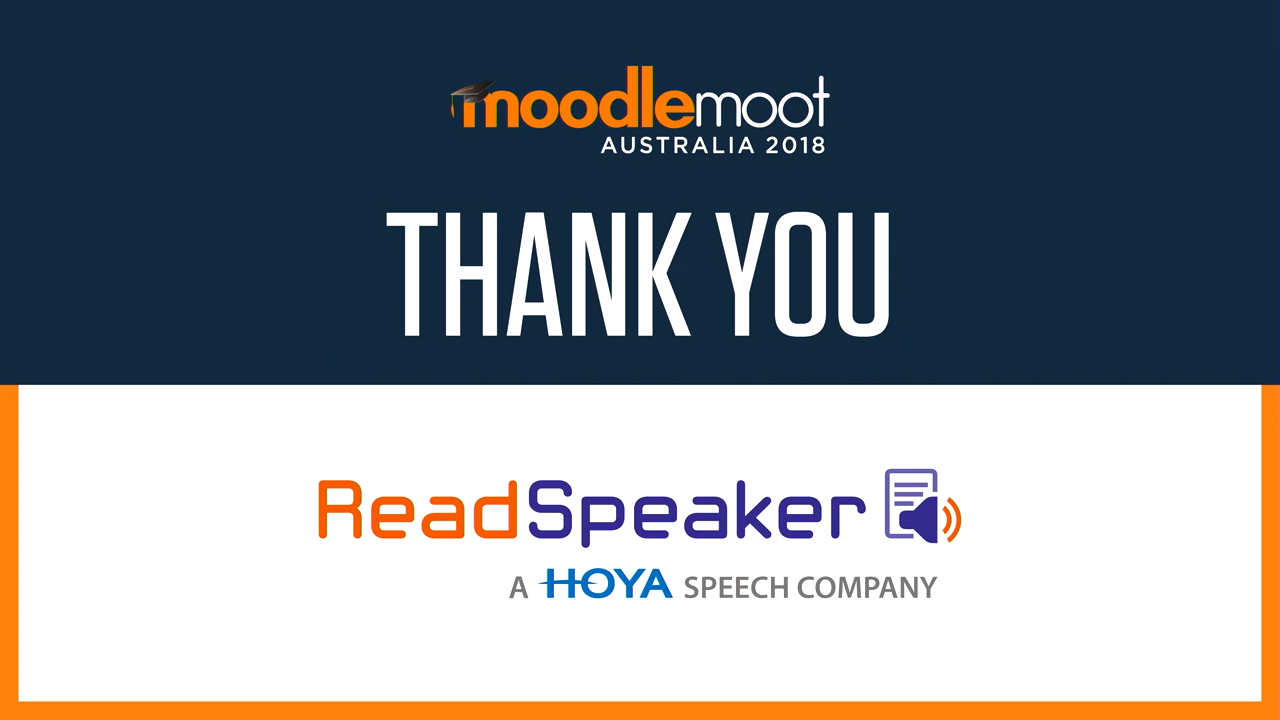 moodlemoot
AUSTRALIA 2018
THANK YOU
ReadSpeaker
A HOYA SPEECH COMPANY